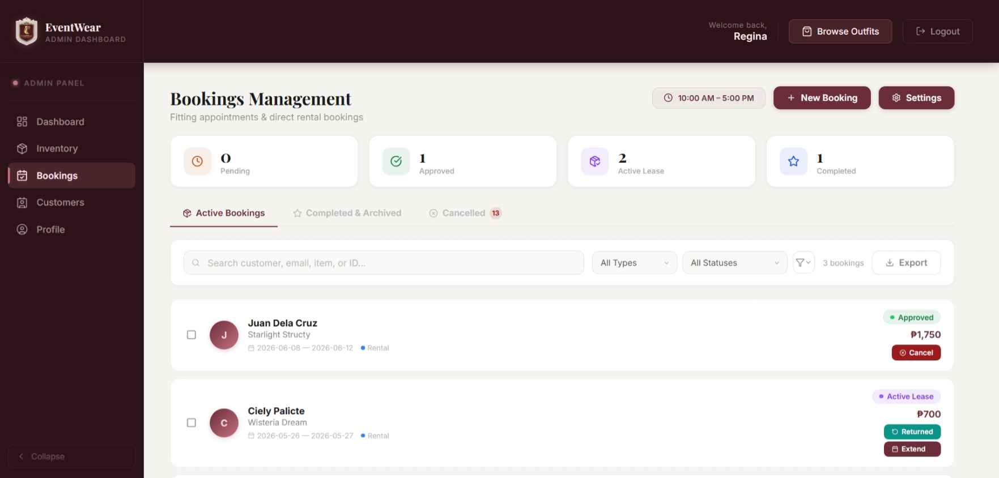 EventWear
ADMIN DASHBOARD
Welcome back,
Regina
Browse Outfits
Logout
ADMIN PANEL
Dashboard
Inventory
Bookings
Customers
Profile
Collapse
Bookings Management
Fitting appointments & direct rental bookings
10:00 AM – 5:00 PM
New Booking
Settings
0
Pending
1
Approved
2
Active Lease
1
Completed
Active Bookings
Completed & Archived
Cancelled 13
Search customer, email, item, or ID...
All Types
All Statuses
3 bookings
Export
J
Juan Dela Cruz
Starlight Structy
2026-06-08 — 2026-06-12
Rental
Approved
₱1,750
Cancel
C
Ciely Palicte
Wisteria Dream
2026-05-26 — 2026-05-27
Rental
Active Lease
₱700
Returned
Extend